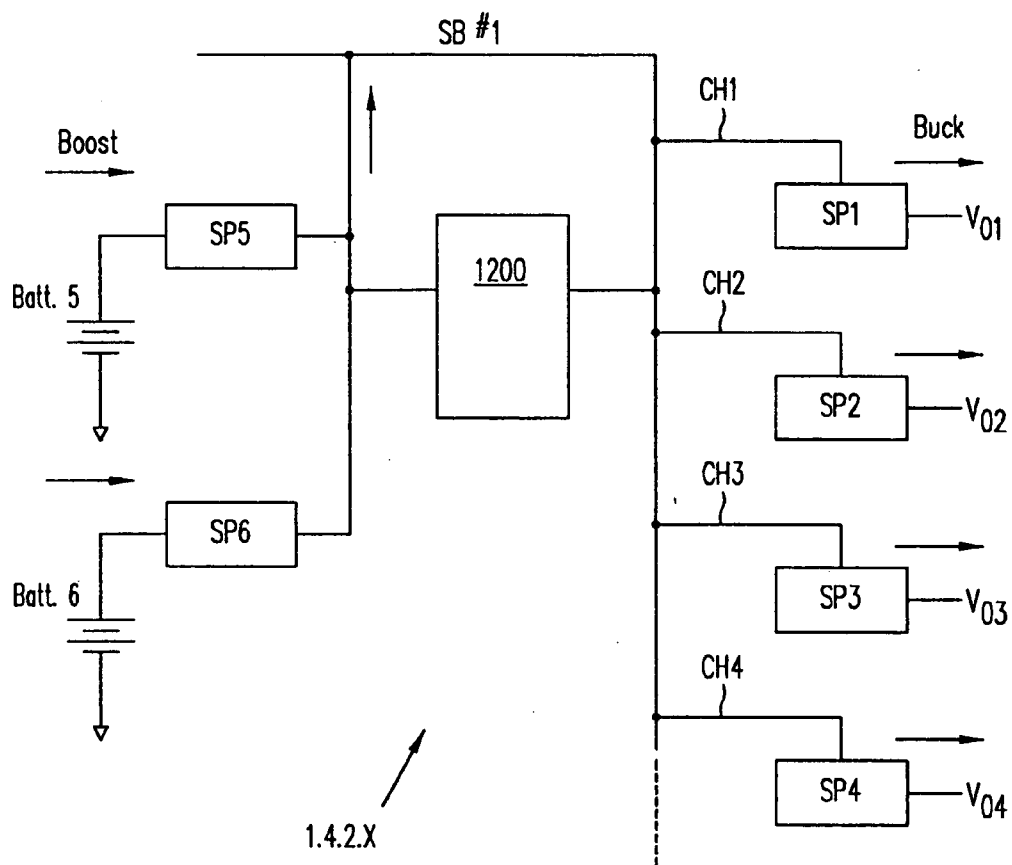 SB #1
CH1
Boost
Buck
SP5
SP1
V01
1200
CH2
Batt. 5
SP2
V02
CH3
SP6
SP3
V03
Batt. 6
CH4
SP4
V04
1.4.2.X